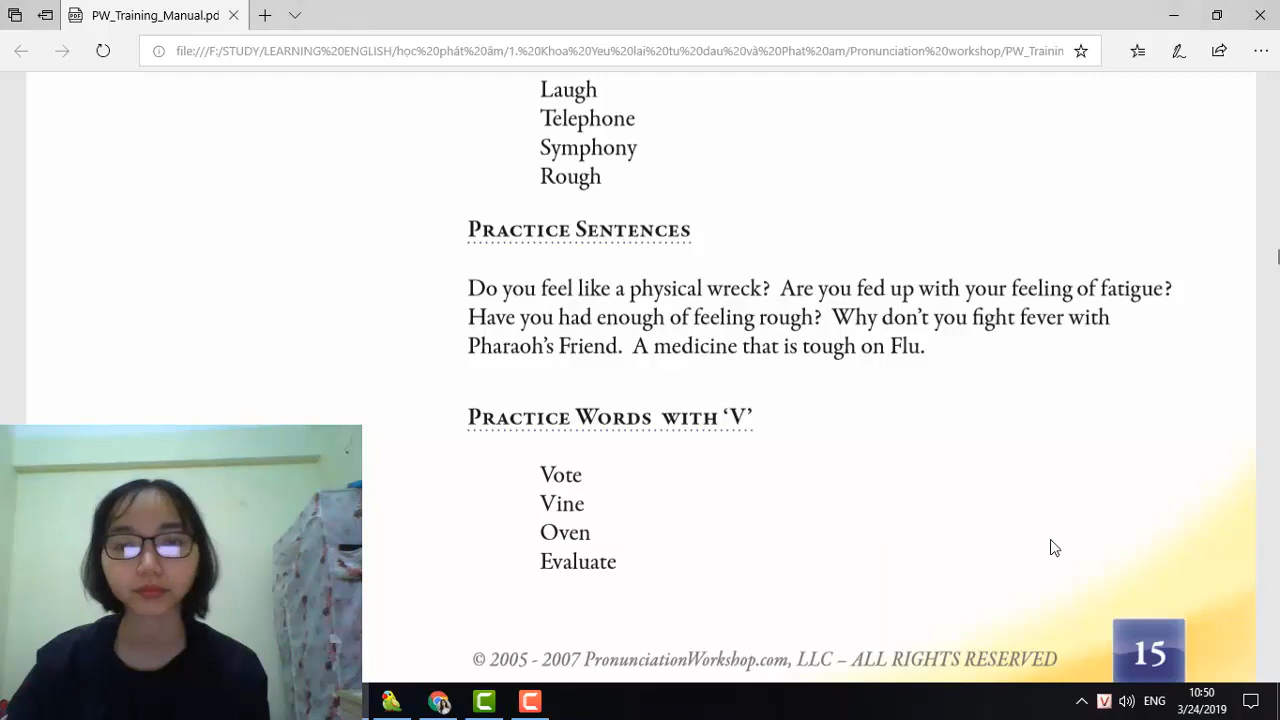 PW_Training_Manual.pd
file:///F:/STUDY/LEARNING%20ENGLISH/học%20phát%20âm/1.%20Khoa%20Yeu%20lai%20tu%20dau%20và%20Phat%20am/Pronunciation%20workshop/PW_Trainin
Laugh
Telephone
Symphony
Rough
Practice Sentences
Do you feel like a physical wreck? Are you fed up with your feeling of fatigue?
Have you had enough of feeling rough? Why don't you fight fever with
Pharaoh's Friend. A medicine that is tough on Flu.
Practice Words with 'V'
Vote
Vine
Oven
Evaluate
© 2005 - 2007 PronunciationWorkshop.com, LLC – ALL RIGHTS RESERVED
15
V
ENG
10:50
3/24/2019